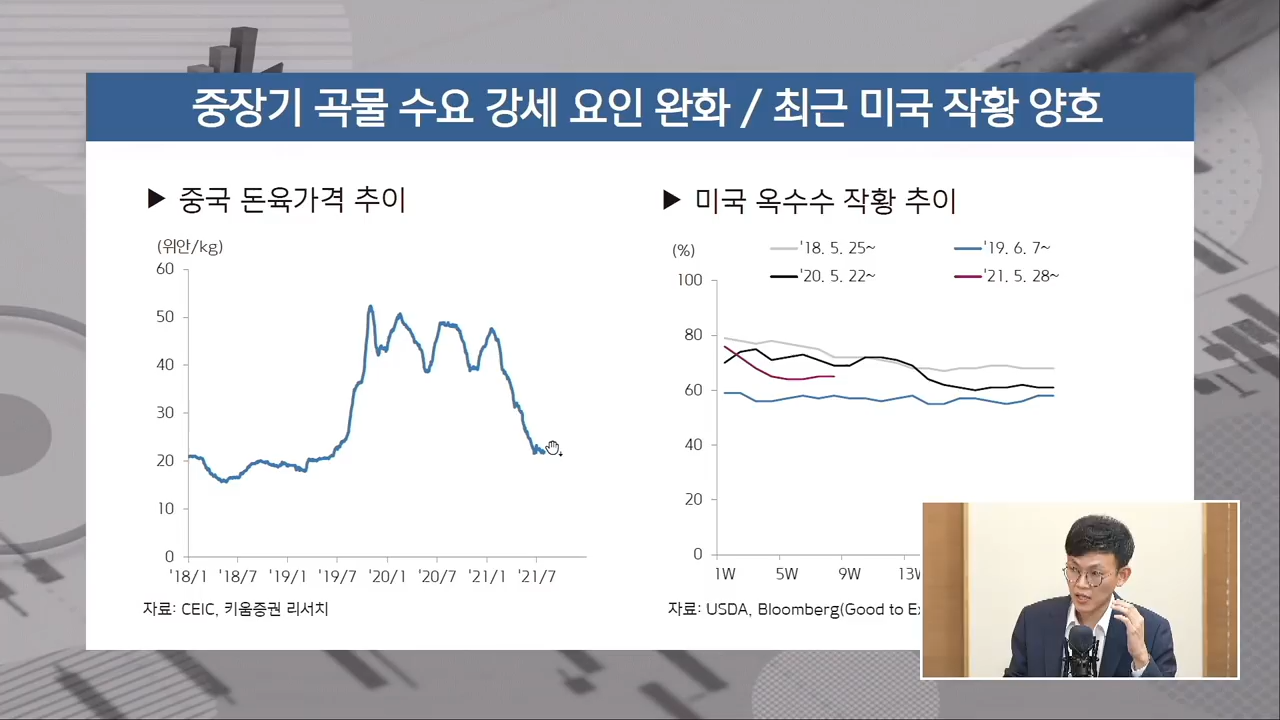 중장기 곡물 수요 강세 요인 완화 / 최근 미국 작황 양호
▶ 중국 돈육가격 추이
(위안/kg)
60
50
40
30
20
10
0
'18/1 '18/7 '19/1 '19/7 '20/1 '20/7 '21/1 '21/7
자료: CEIC, 키움증권 리서치
▶ 미국 옥수수 작황 추이
(%)
'18. 5. 25~ '19. 6. 7~
'20. 5. 22~ '21. 5. 28~
100
80
60
40
20
0
1W 5W 9W
자료: USDA, Bloomberg(Good to